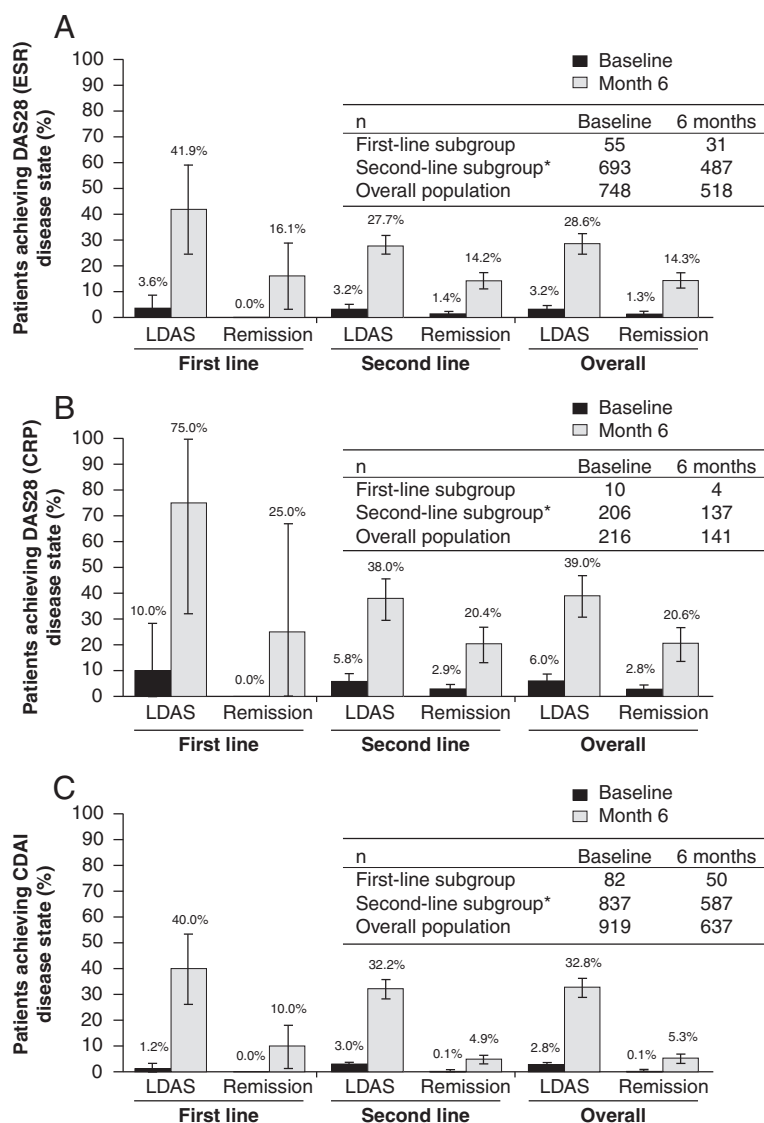 A
Patients achieving DAS28 (ESR)
disease state (%)
100
90
80
70
60
50
40
30
20
10
0
Baseline
Month 6
n Baseline 6 months
First-line subgroup 55 31
Second-line subgroup* 693 487
Overall population 748 518
3.6% 41.9% 0.0% 16.1% 3.2% 27.7% 1.4% 14.2% 3.2% 28.6% 1.3% 14.3%
LDAS Remission LDAS Remission LDAS Remission
First line Second line Overall
B
Patients achieving DAS28 (CRP)
disease state (%)
100
90
80
70
60
50
40
30
20
10
0
Baseline
Month 6
n Baseline 6 months
First-line subgroup 10 4
Second-line subgroup* 206 137
Overall population 216 141
10.0% 75.0% 0.0% 25.0% 5.8% 38.0% 2.9% 20.4% 6.0% 39.0% 2.8% 20.6%
LDAS Remission LDAS Remission LDAS Remission
First line Second line Overall
C
Patients achieving CDAI
disease state (%)
100
90
80
70
60
50
40
30
20
10
0
Baseline
Month 6
n Baseline 6 months
First-line subgroup 82 50
Second-line subgroup* 837 587
Overall population 919 637
1.2% 40.0% 0.0% 10.0% 3.0% 32.2% 0.1% 4.9% 2.8% 32.8% 0.1% 5.3%
LDAS Remission LDAS Remission LDAS Remission
First line Second line Overall